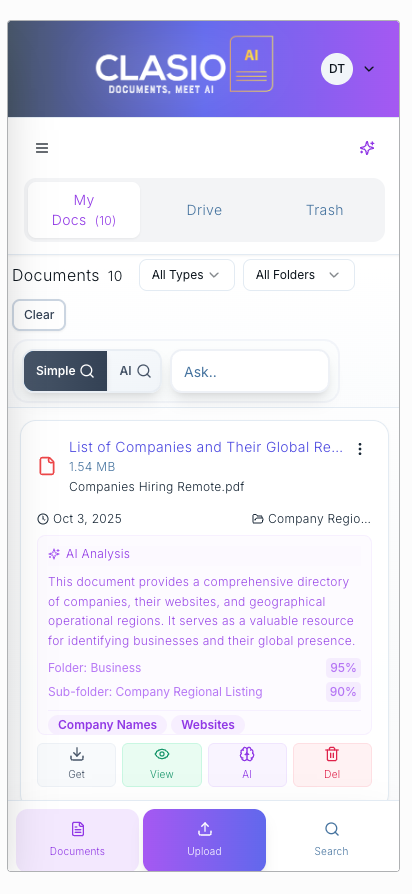 CLASIO
AI
DOCUMENTS, MEET AI
DT
My
Docs (10)
Drive
Trash
Documents 10
All Types
All Folders
Clear
Simple
AI
Ask..
List of Companies and Their Global Re...
1.54 MB
Companies Hiring Remote.pdf
Oct 3, 2025
Company Regio...
AI Analysis
This document provides a comprehensive directory
of companies, their websites, and geographical
operational regions. It serves as a valuable resource
for identifying businesses and their global presence.
Folder: Business
95%
Sub-folder: Company Regional Listing
90%
Company Names
Websites
Get
View
AI
Del
Documents
Upload
Search